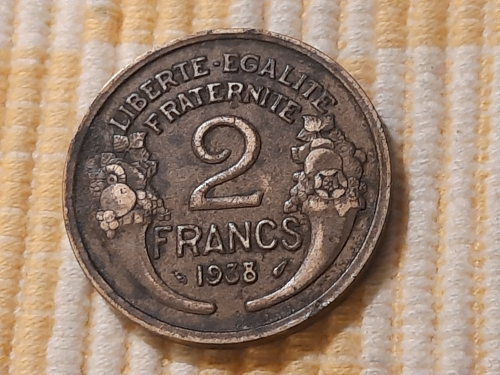 LIBERTE-EGALITE
FRATERNITE
2
FRANCS
1938